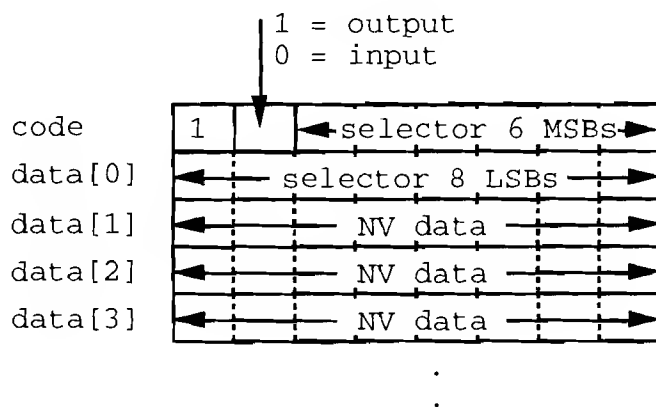 1 = output
0 = input
code 1 selector 6 MSBs
data[0] selector 8 LSBs
data[1] NV data
data[2] NV data
data[3] NV data
.
.